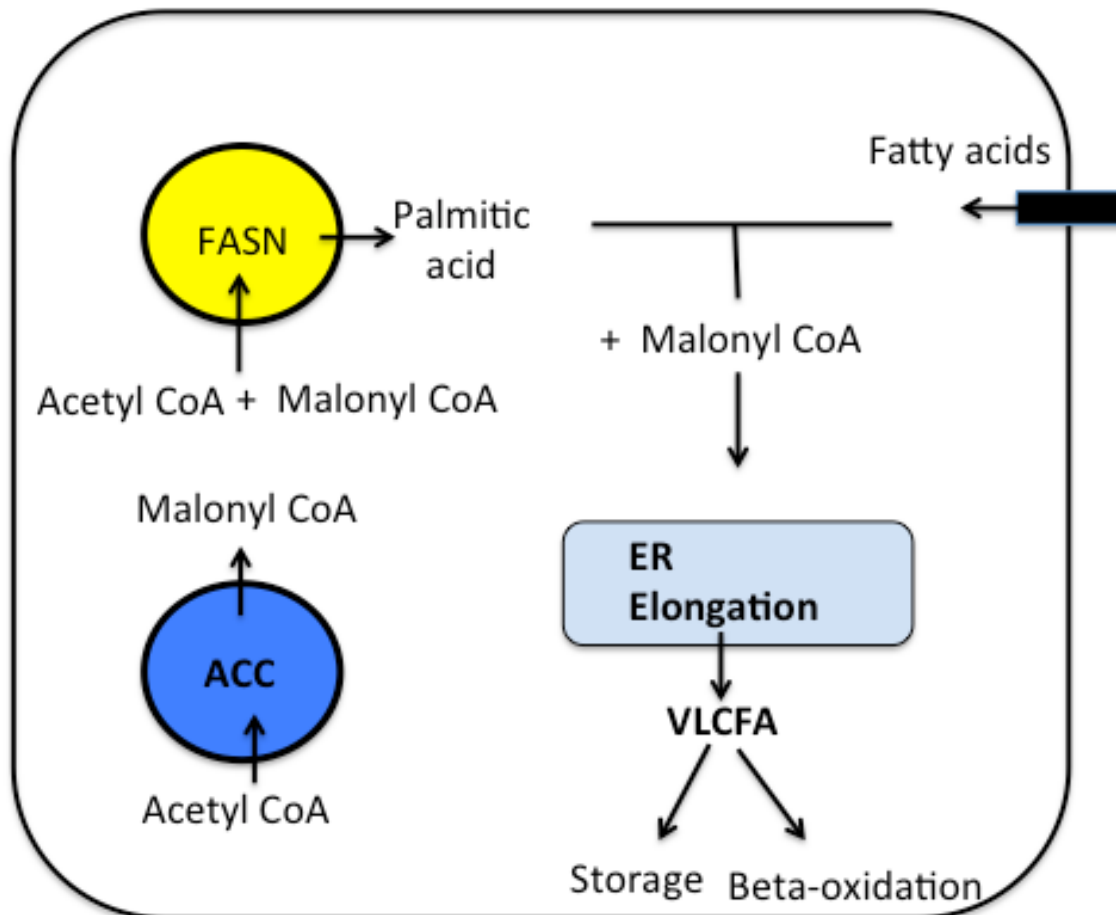 Fatty acids
FASN
Palmitic
acid
+ Malonyl CoA
Acetyl CoA + Malonyl CoA
Malonyl CoA
ER
Elongation
ACC
VLCFA
Acetyl CoA
Storage
Beta-oxidation